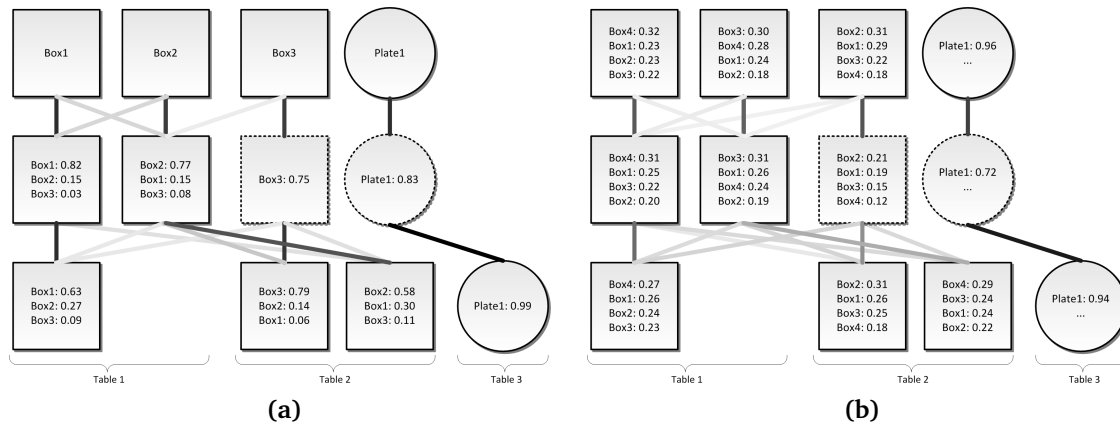 Box1
Box2
Box3
Plate1
Box1: 0.82
Box2: 0.15
Box3: 0.03
Box2: 0.77
Box1: 0.15
Box3: 0.08
Box3: 0.75
Plate1: 0.83
Box1: 0.63
Box2: 0.27
Box3: 0.09
Box3: 0.79
Box2: 0.14
Box1: 0.06
Box2: 0.58
Box1: 0.30
Box3: 0.11
Plate1: 0.99
Table 1
Table 2
Table 3
(a)
Box4: 0.32
Box1: 0.23
Box2: 0.23
Box3: 0.22
Box3: 0.30
Box4: 0.28
Box1: 0.24
Box2: 0.18
Box2: 0.31
Box1: 0.29
Box3: 0.22
Box4: 0.18
Plate1: 0.96
...
Box4: 0.31
Box1: 0.25
Box3: 0.22
Box2: 0.20
Box3: 0.31
Box1: 0.26
Box4: 0.24
Box2: 0.19
Box2: 0.21
Box1: 0.19
Box3: 0.15
Box4: 0.12
Plate1: 0.72
...
Box4: 0.27
Box1: 0.26
Box2: 0.24
Box3: 0.23
Box2: 0.31
Box1: 0.26
Box3: 0.25
Box4: 0.18
Box4: 0.29
Box3: 0.24
Box1: 0.24
Box2: 0.22
Plate1: 0.94
...
Table 1
Table 2
Table 3
(b)